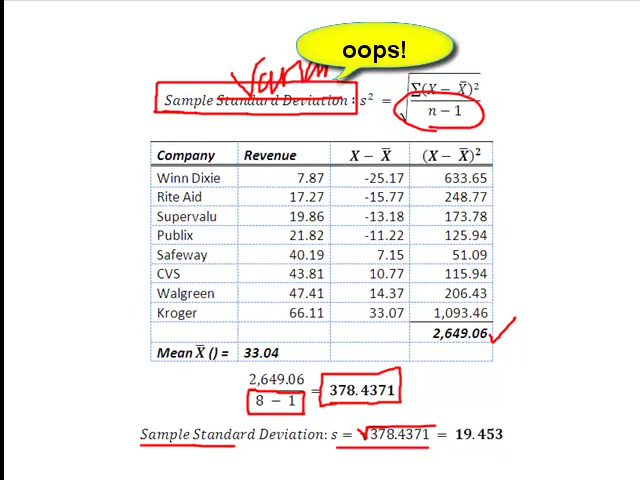 oops!
Varian
Sample Standard Deviation: s² = √Σ(X − X̄)² / n − 1
Company Revenue X − X̄ (X − X̄)²
Winn Dixie 7.87 -25.17 633.65
Rite Aid 17.27 -15.77 248.77
Supervalu 19.86 -13.18 173.78
Publix 21.82 -11.22 125.94
Safeway 40.19 7.15 51.09
CVS 43.81 10.77 115.94
Walgreen 47.41 14.37 206.43
Kroger 66.11 33.07 1,093.46
2,649.06
Mean X̄ () = 33.04
2,649.06 / 8 − 1 = 378.4371
Sample Standard Deviation: s = √378.4371 = 19.453